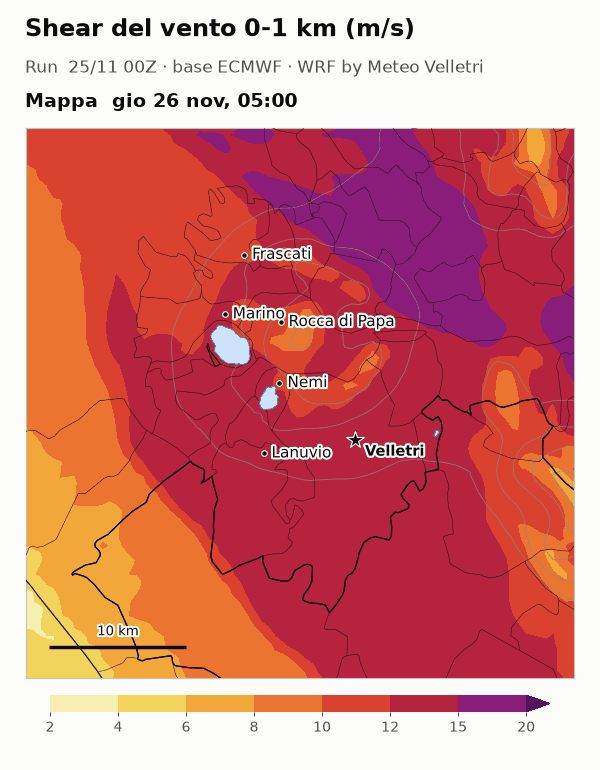 Shear del vento 0-1 km (m/s)
Run  25/11 00Z · base ECMWF · WRF by Meteo Velletri
Mappa  gio 26 nov, 05:00
Frascati
Marino
Rocca di Papa
Nemi
Velletri
Lanuvio
10 km
2 4 6 8 10 12 15 20